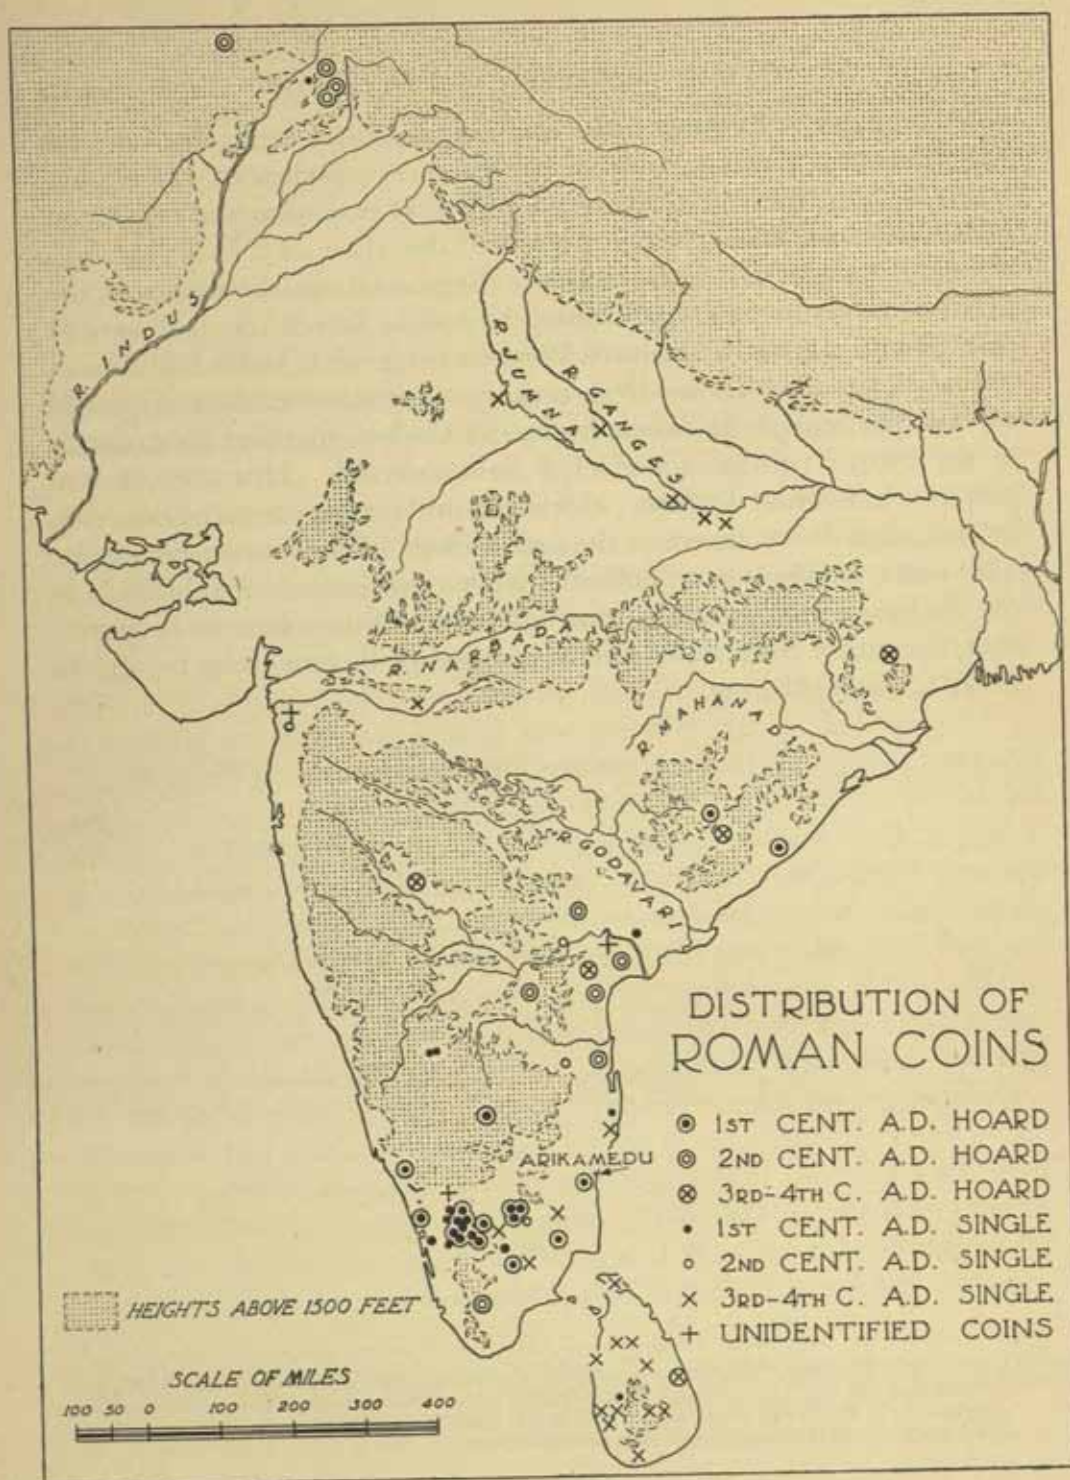 R. INDUS
R. JUMNA
R. GANGES
R. NARBADA
R. MAHANA
R. GODAVARI
DISTRIBUTION OF
ROMAN COINS
1ST CENT. A.D. HOARD
2ND CENT. A.D. HOARD
3RD-4TH C. A.D. HOARD
1ST CENT. A.D. SINGLE
2ND CENT. A.D. SINGLE
3RD-4TH C. A.D. SINGLE
UNIDENTIFIED COINS
ARIKAMEDU
HEIGHTS ABOVE 1500 FEET
SCALE OF MILES
100 50 0 100 200 300 400